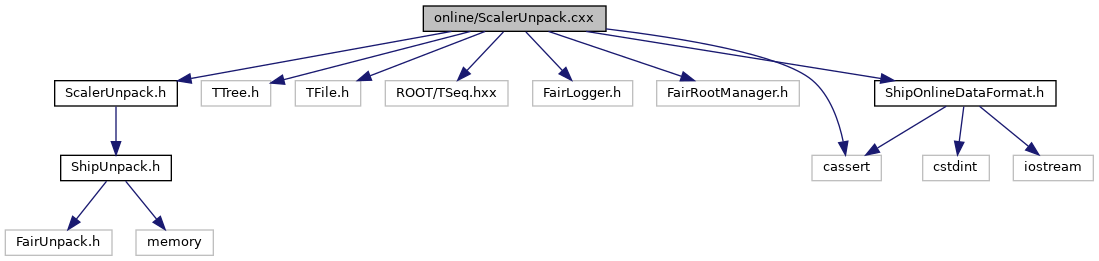 online/ScalerUnpack.cxx
ScalerUnpack.h
TTree.h
TFile.h
ROOT/TSeq.hxx
FairLogger.h
FairRootManager.h
ShipOnlineDataFormat.h
ShipUnpack.h
cassert
cstdint
iostream
FairUnpack.h
memory